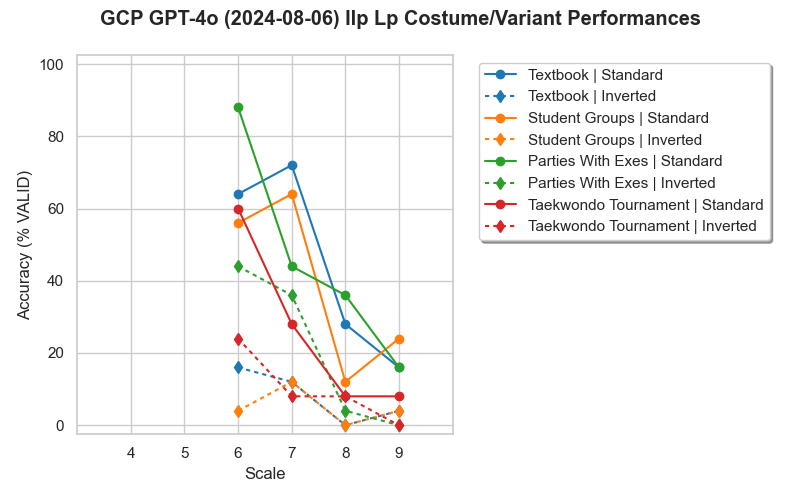 GCP GPT-4o (2024-08-06) IIp Lp Costume/Variant Performances
100
80
60
40
20
0
Accuracy (% VALID)
4 5 6 7 8 9
Scale
Textbook | Standard
Textbook | Inverted
Student Groups | Standard
Student Groups | Inverted
Parties With Exes | Standard
Parties With Exes | Inverted
Taekwondo Tournament | Standard
Taekwondo Tournament | Inverted